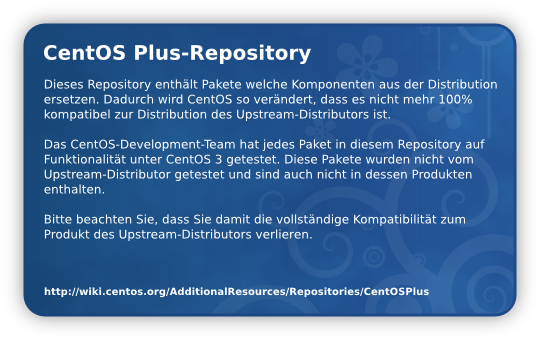 CentOS Plus-Repository
Dieses Repository enthält Pakete welche Komponenten aus der Distribution
ersetzen. Dadurch wird CentOS so verändert, dass es nicht mehr 100%
kompatibel zur Distribution des Upstream-Distributors ist.
Das CentOS-Development-Team hat jedes Paket in diesem Repository auf
Funktionalität unter CentOS 3 getestet. Diese Pakete wurden nicht vom
Upstream-Distributor getestet und sind auch nicht in dessen Produkten
enthalten.
Bitte beachten Sie, dass Sie damit die vollständige Kompatibilität zum
Produkt des Upstream-Distributors verlieren.
http://wiki.centos.org/AdditionalResources/Repositories/CentOSPlus